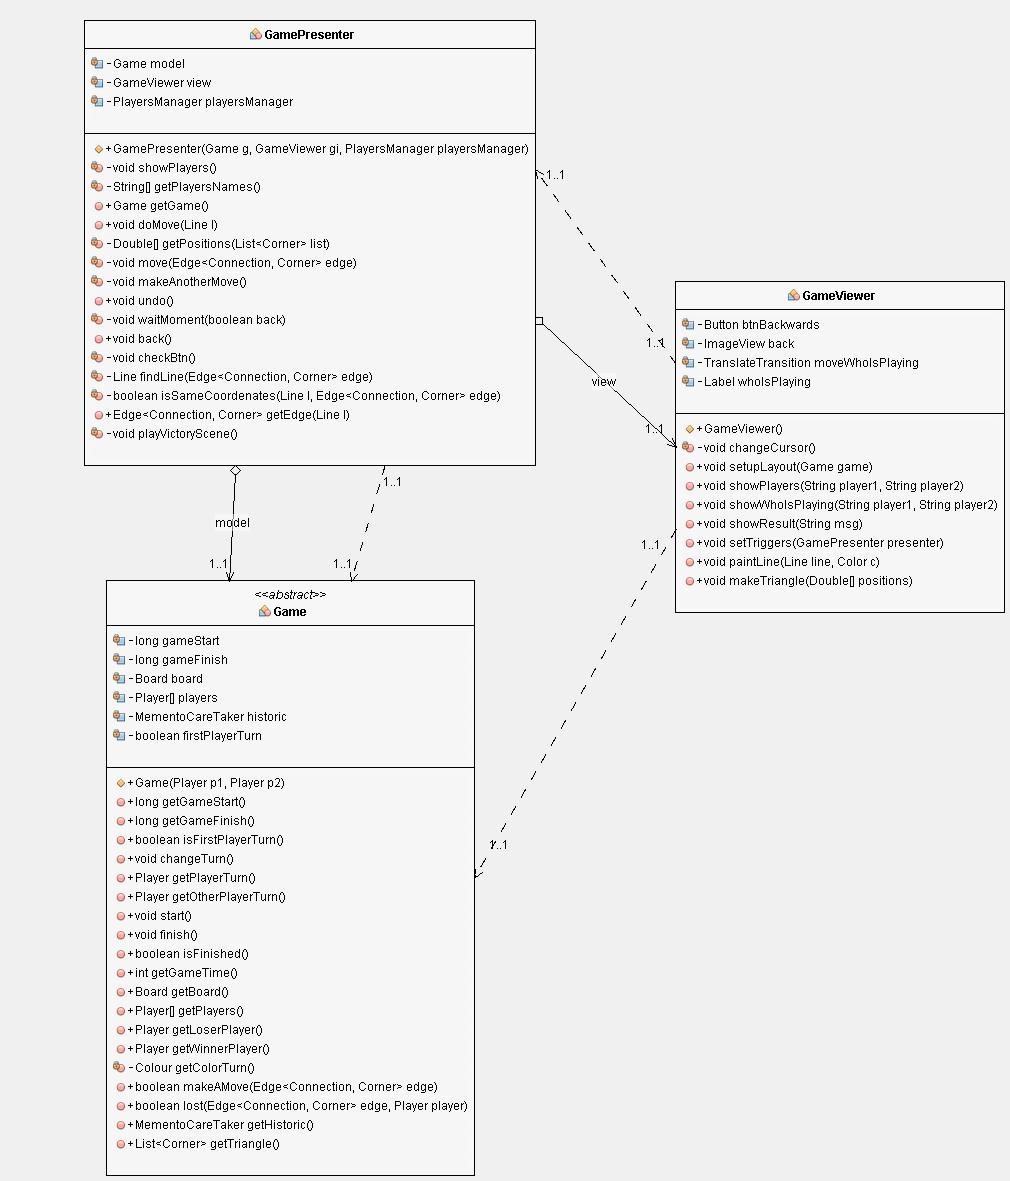 GamePresenter
-Game model
-GameViewer view
-PlayersManager playersManager
+GamePresenter(Game g, GameViewer gi, PlayersManager playersManager)
-void showPlayers()
-String[] getPlayersNames()
+Game getGame()
+void doMove(Line l)
-Double[] getPositions(List<Corner> list)
-void move(Edge<Connection, Corner> edge)
-void makeAnotherMove()
+void undo()
-void waitMoment(boolean back)
+void back()
-void checkBtn()
-Line findLine(Edge<Connection, Corner> edge)
-boolean isSameCoordenates(Line l, Edge<Connection, Corner> edge)
+Edge<Connection, Corner> getEdge(Line l)
-void playVictoryScene()
1..1
1..1
view
1..1
GameViewer
-Button btnBackwards
-ImageView back
-TranslateTransition moveWhoIsPlaying
-Label whoIsPlaying
+GameViewer()
-void changeCursor()
+void setupLayout(Game game)
+void showPlayers(String player1, String player2)
+void showWhoIsPlaying(String player1, String player2)
+void showResult(String msg)
+void setTriggers(GamePresenter presenter)
+void paintLine(Line line, Color c)
+void makeTriangle(Double[] positions)
1..1
model
1..1
1..1
1..1
1..1
<<abstract>>
Game
-long gameStart
-long gameFinish
-Board board
-Player[] players
-MementoCareTaker historic
-boolean firstPlayerTurn
+Game(Player p1, Player p2)
+long getGameStart()
+long getGameFinish()
+boolean isFirstPlayerTurn()
+void changeTurn()
+Player getPlayerTurn()
+Player getOtherPlayerTurn()
+void start()
+void finish()
+boolean isFinished()
+int getGameTime()
+Board getBoard()
+Player[] getPlayers()
+Player getLoserPlayer()
+Player getWinnerPlayer()
-Colour getColorTurn()
+boolean makeAMove(Edge<Connection, Corner> edge)
+boolean lost(Edge<Connection, Corner> edge, Player player)
+MementoCareTaker getHistoric()
+List<Corner> getTriangle()